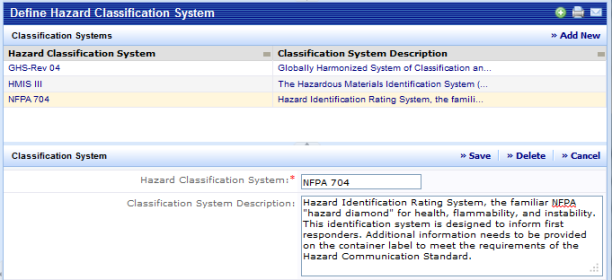 Define Hazard Classification System
Classification Systems » Add New
Hazard Classification System Classification System Description
GHS-Rev 04 Globally Harmonized System of Classification an...
HMIS III The Hazardous Materials Identification System (...
NFPA 704 Hazard Identification Rating System, the famili...
Classification System » Save » Delete » Cancel
Hazard Classification System:* NFPA 704
Classification System Description: Hazard Identification Rating System, the familiar NFPA
"hazard diamond" for health, flammability, and instability.
This identification system is designed to inform first
responders. Additional information needs to be provided
on the container label to meet the requirements of the
Hazard Communication Standard.